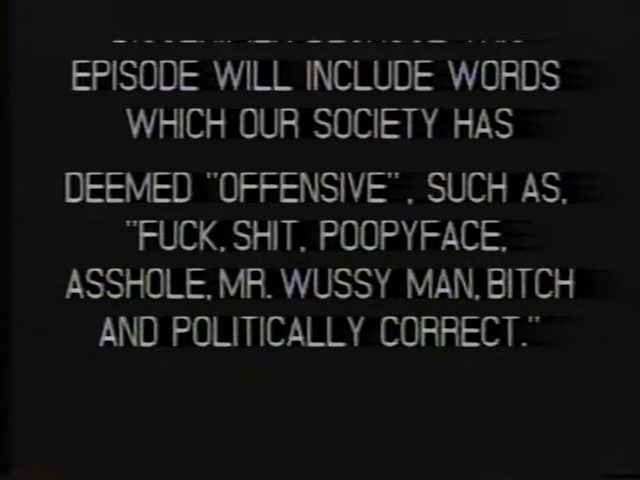 EPISODE WILL INCLUDE WORDS
WHICH OUR SOCIETY HAS
DEEMED "OFFENSIVE", SUCH AS,
"FUCK, SHIT, POOPYFACE,
ASSHOLE, MR. WUSSY MAN, BITCH
AND POLITICALLY CORRECT."